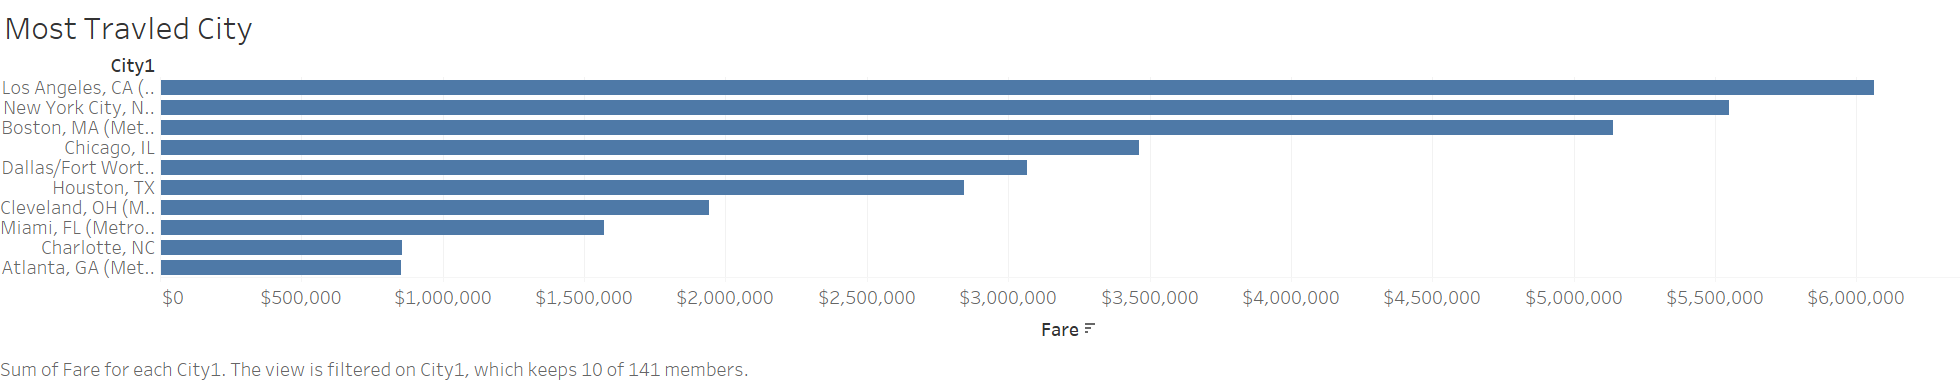 Most Travled City
City1
Los Angeles, CA (..
New York City, N..
Boston, MA (Met..
Chicago, IL
Dallas/Fort Wort..
Houston, TX
Cleveland, OH (M..
Miami, FL (Metro..
Charlotte, NC
Atlanta, GA (Met..
$0 $500,000 $1,000,000 $1,500,000 $2,000,000 $2,500,000 $3,000,000 $3,500,000 $4,000,000 $4,500,000 $5,000,000 $5,500,000 $6,000,000
Fare
Sum of Fare for each City1. The view is filtered on City1, which keeps 10 of 141 members.